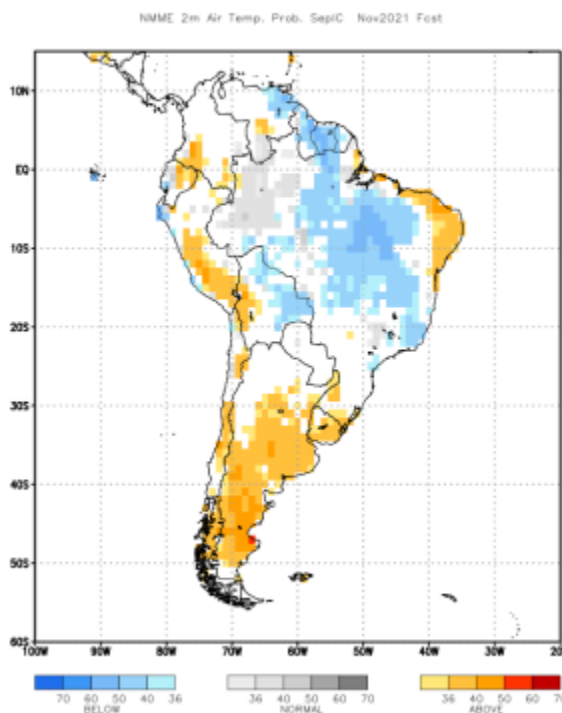 NMME 2m Air Temp. Prob. SepIC Nov2021 Fcst
10N
EQ
10S
20S
30S
40S
50S
60S
100W 90W 80W 70W 60W 50W 40W 30W 20W
70 60 50 40 36 36 40 50 60 70 36 40 50 60 70
BELOW NORMAL ABOVE